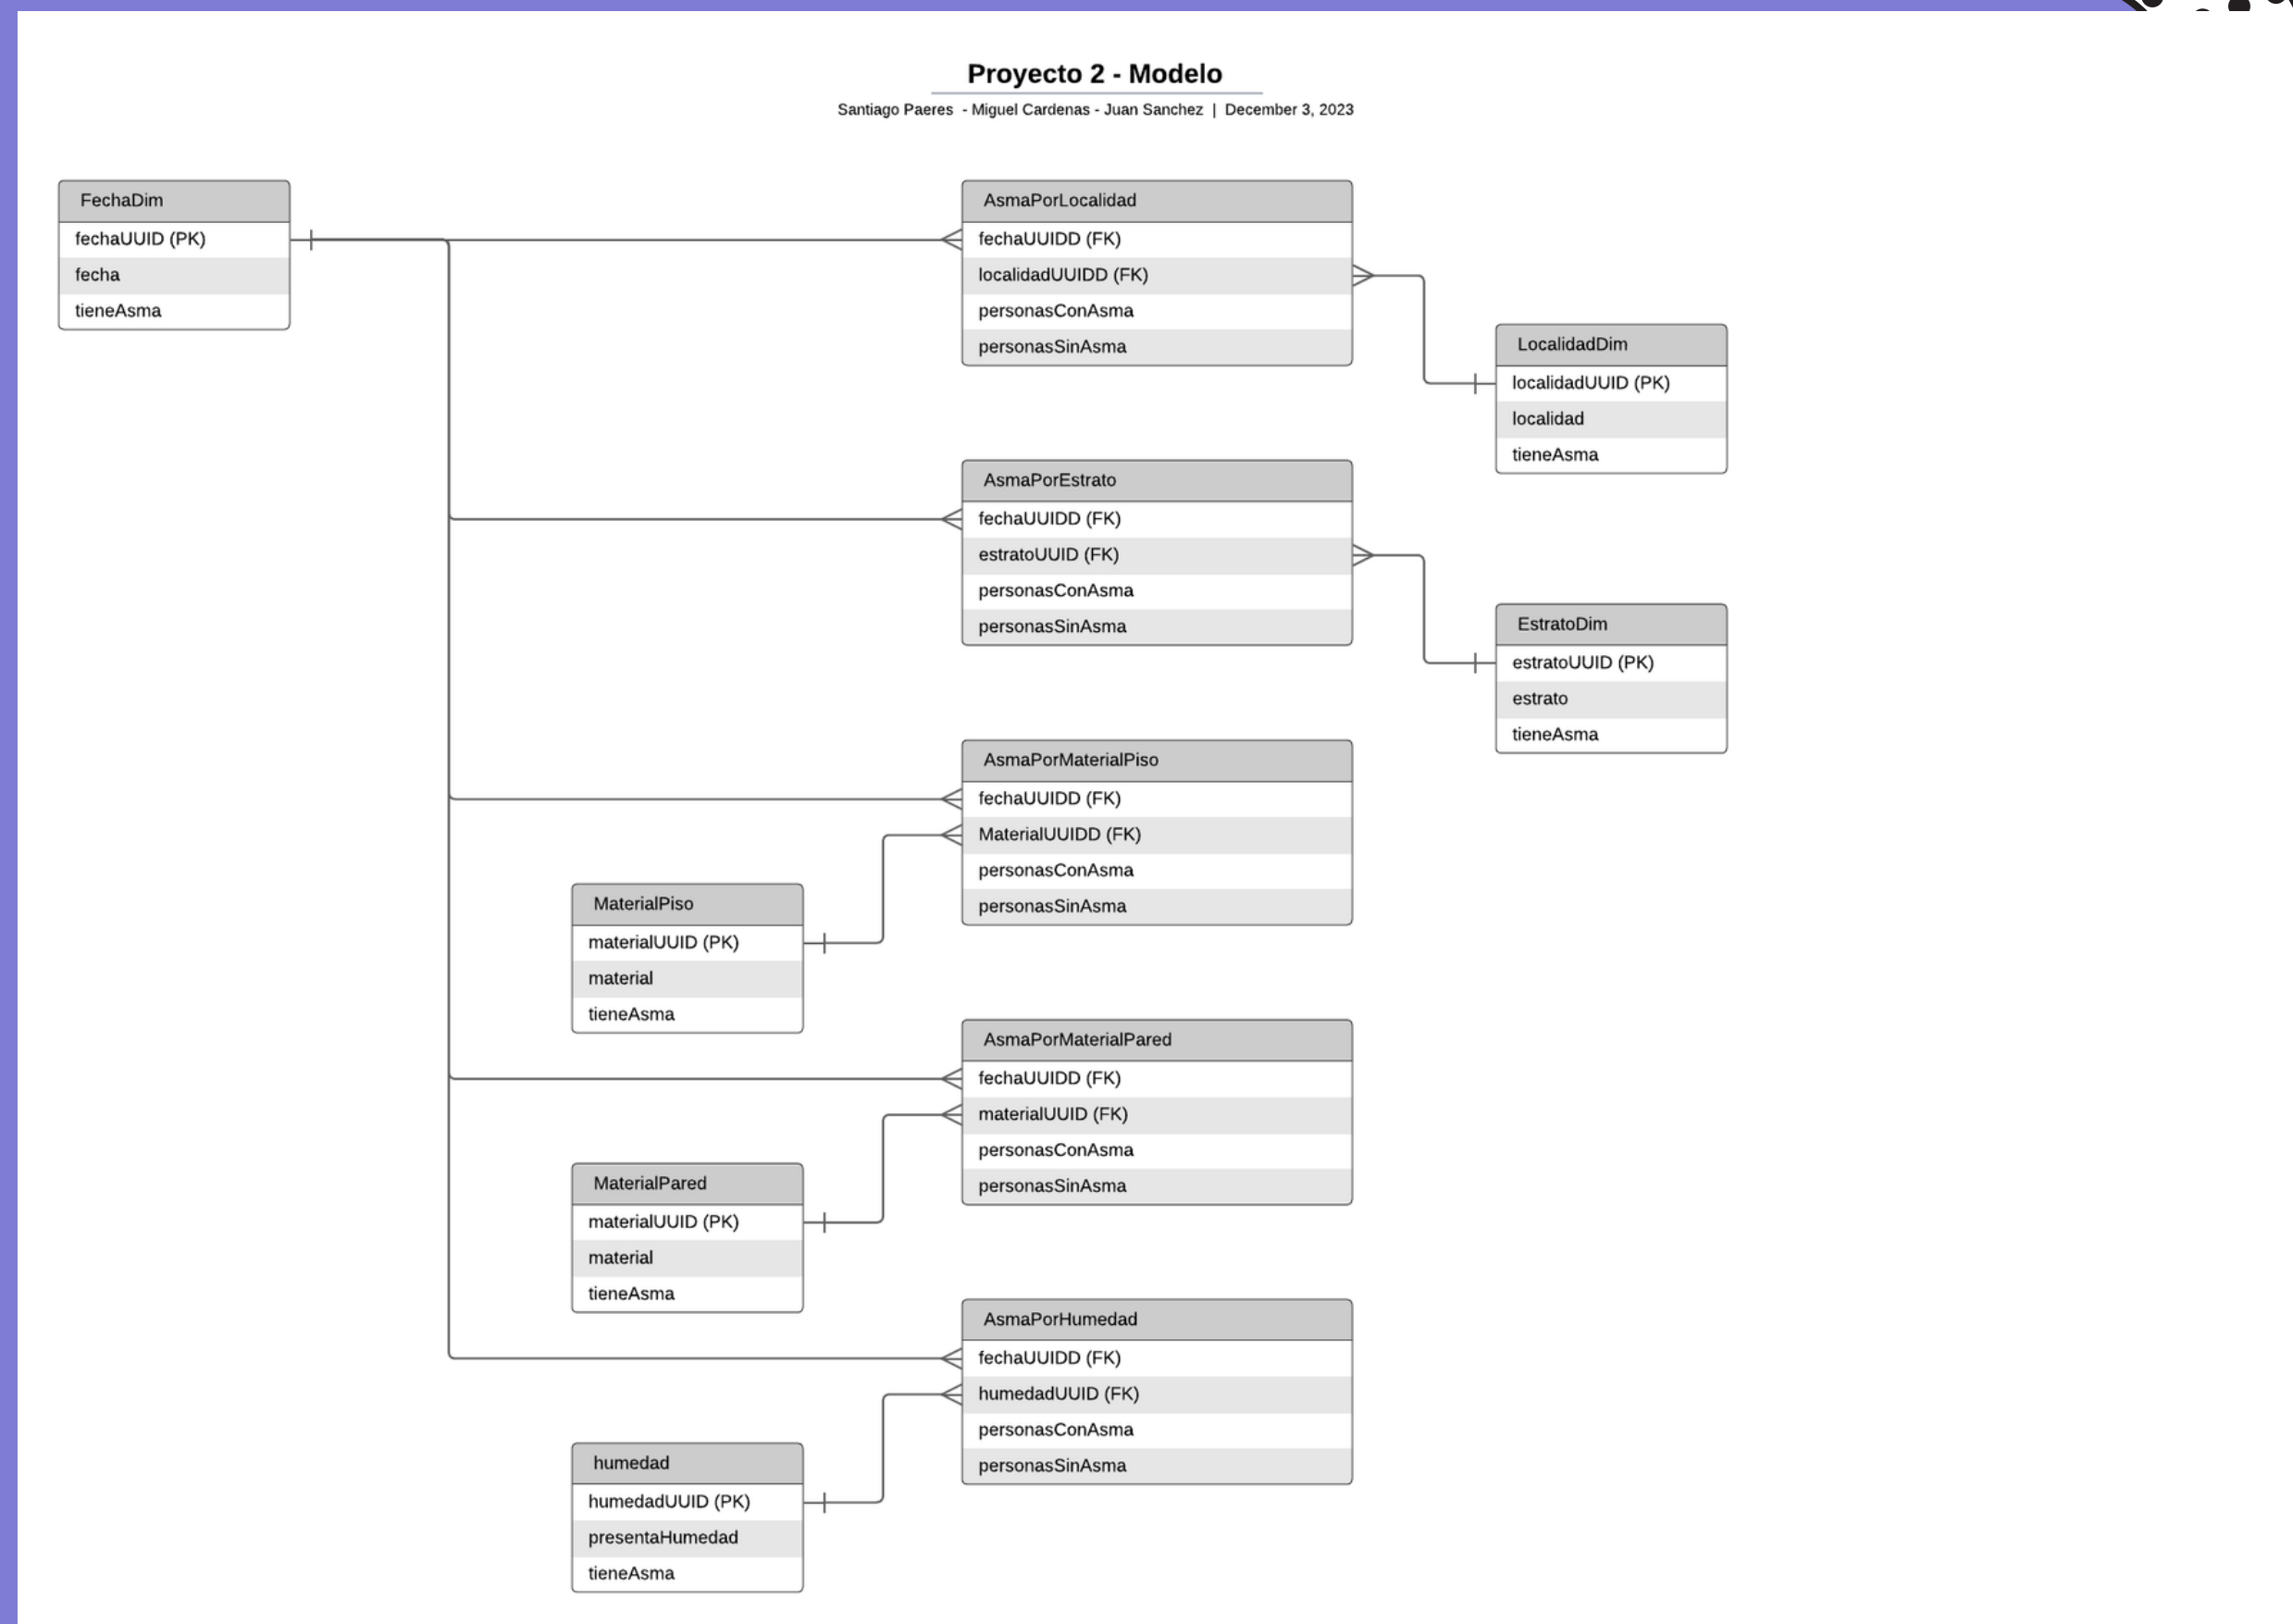 Proyecto 2 - Modelo
Santiago Paeres - Miguel Cardenas - Juan Sanchez | December 3, 2023
FechaDim
fechaUUID (PK)
fecha
tieneAsma
AsmaPorLocalidad
fechaUUIDD (FK)
localidadUUIDD (FK)
personasConAsma
personasSinAsma
LocalidadDim
localidadUUID (PK)
localidad
tieneAsma
AsmaPorEstrato
fechaUUIDD (FK)
estratoUUID (FK)
personasConAsma
personasSinAsma
EstratoDim
estratoUUID (PK)
estrato
tieneAsma
AsmaPorMaterialPiso
fechaUUIDD (FK)
MaterialUUIDD (FK)
personasConAsma
personasSinAsma
MaterialPiso
materialUUID (PK)
material
tieneAsma
AsmaPorMaterialPared
fechaUUIDD (FK)
materialUUID (FK)
personasConAsma
personasSinAsma
MaterialPared
materialUUID (PK)
material
tieneAsma
AsmaPorHumedad
fechaUUIDD (FK)
humedadUUID (FK)
personasConAsma
personasSinAsma
humedad
humedadUUID (PK)
presentaHumedad
tieneAsma